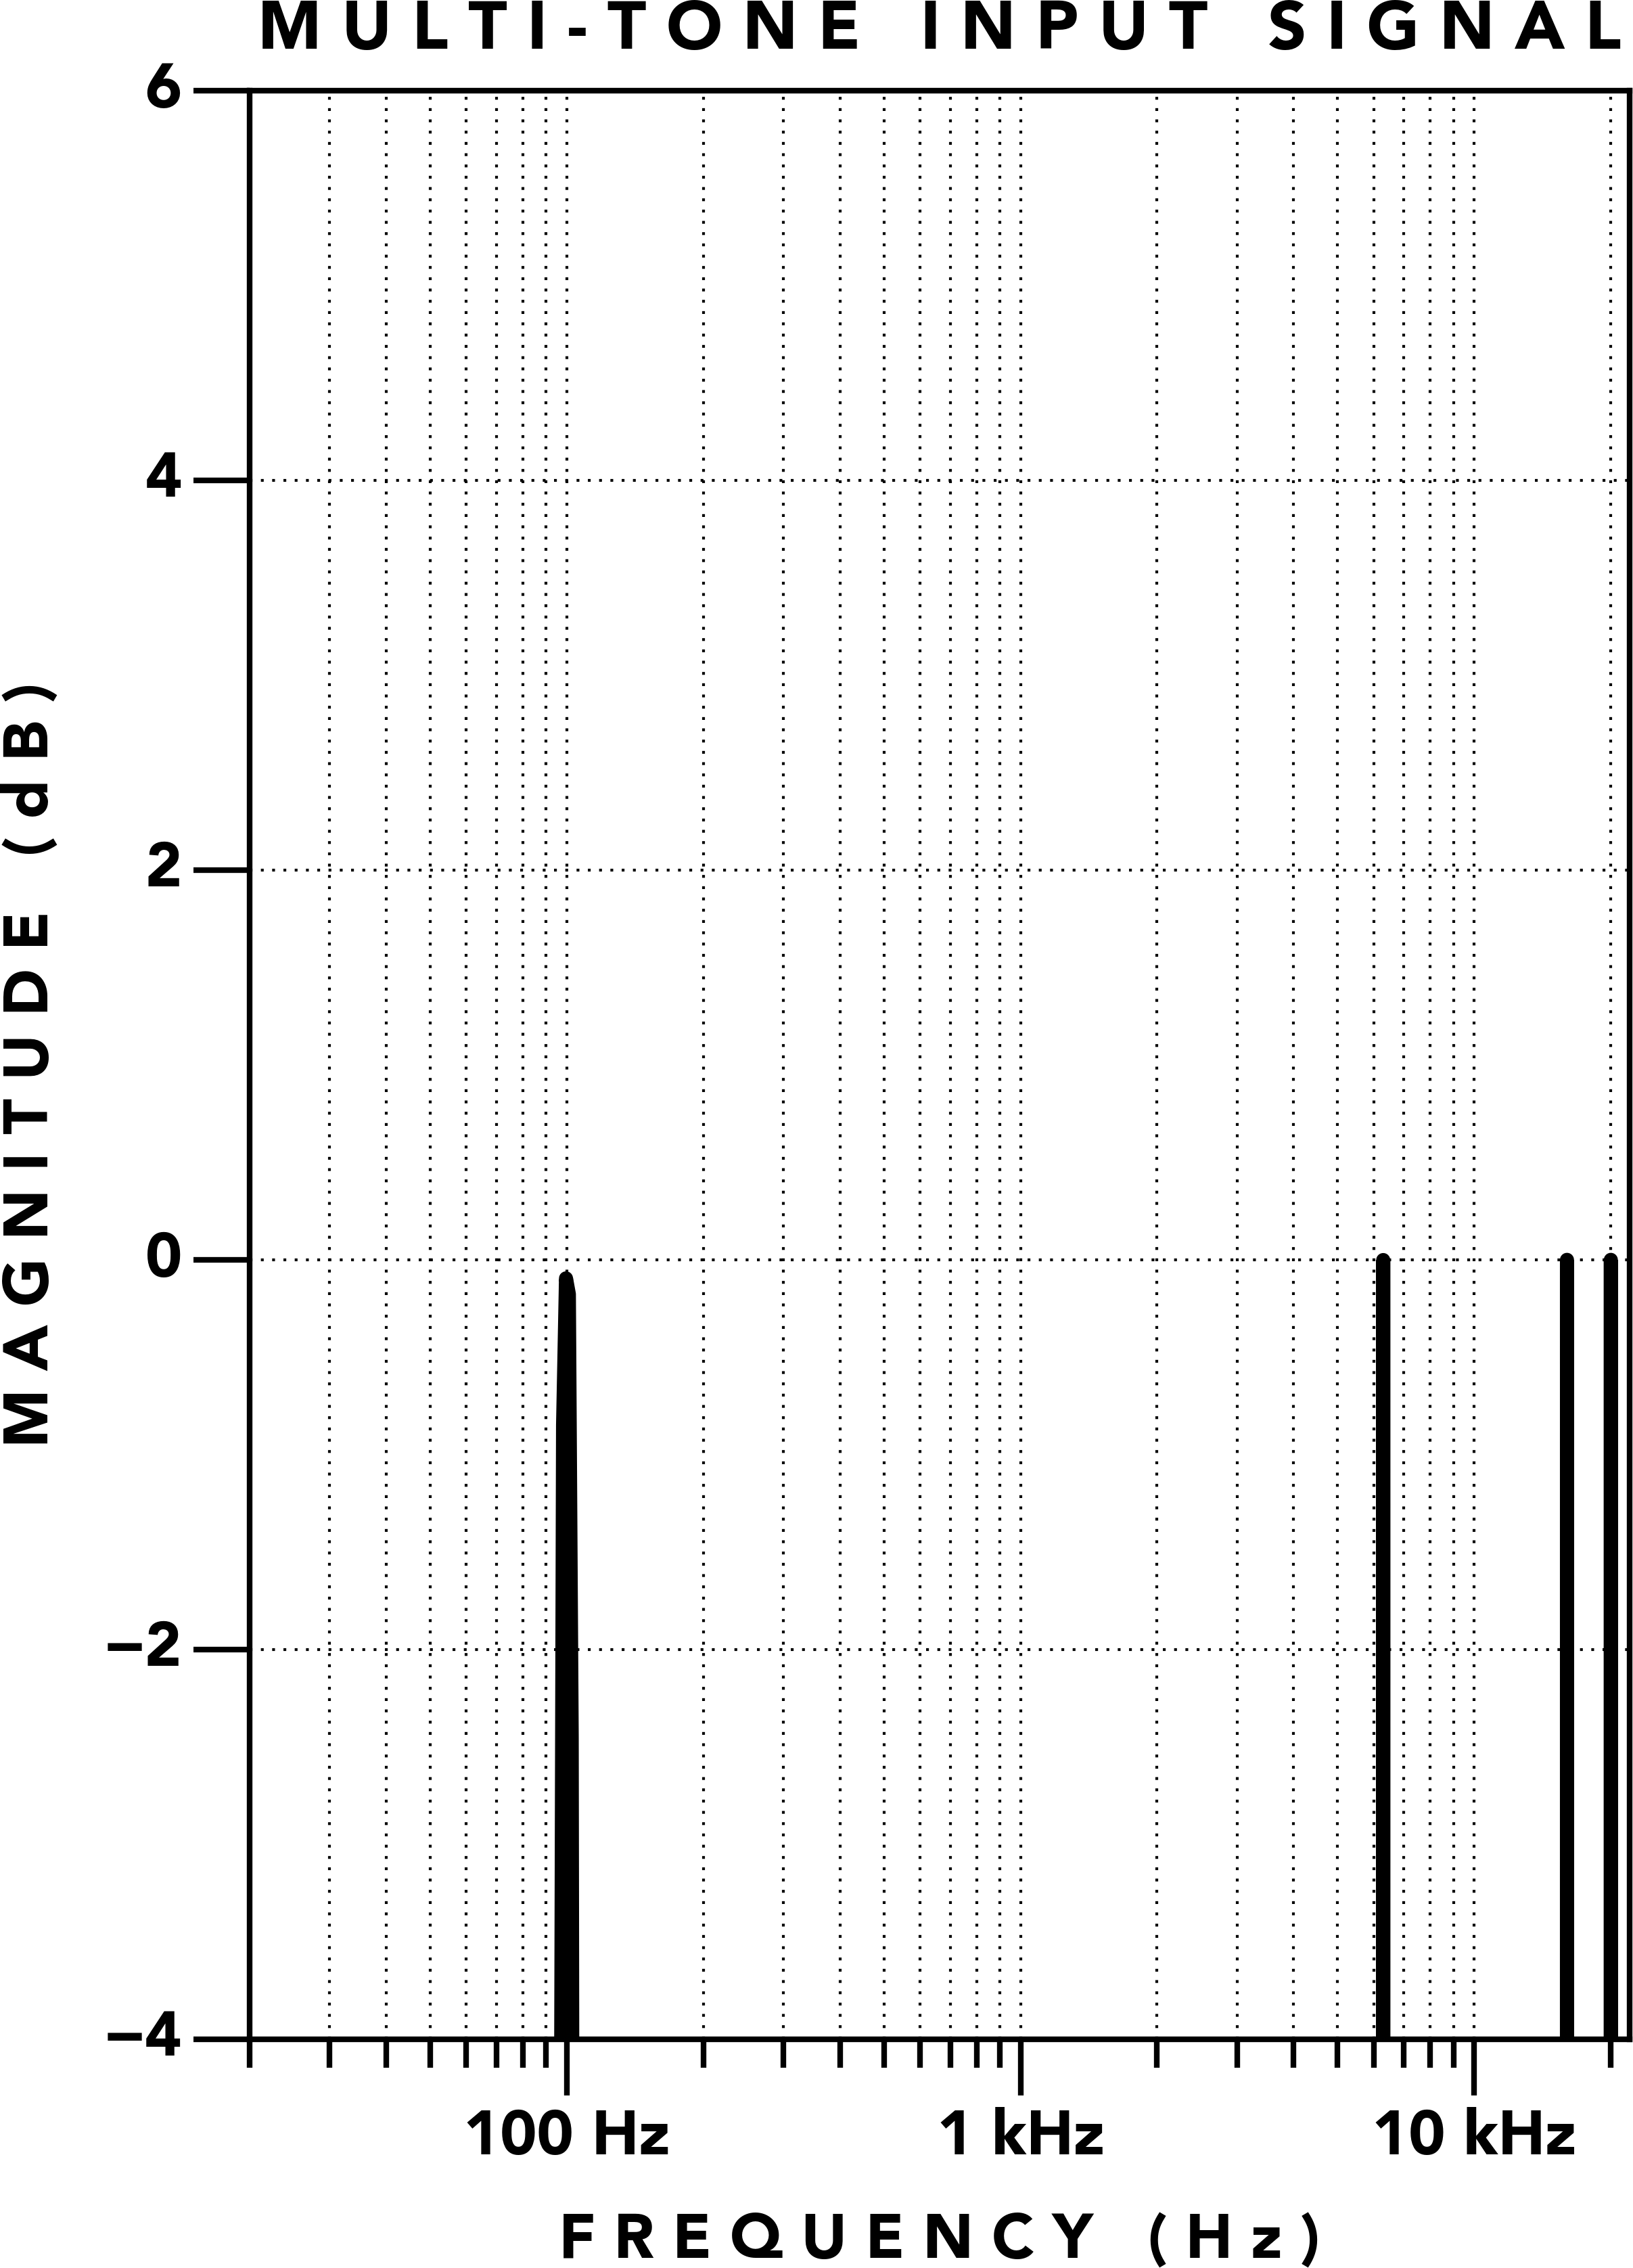 MULTI-TONE INPUT SIGNAL
6
4
2
0
−2
−4
MAGNITUDE (dB)
100 Hz 1 kHz 10 kHz
FREQUENCY (Hz)